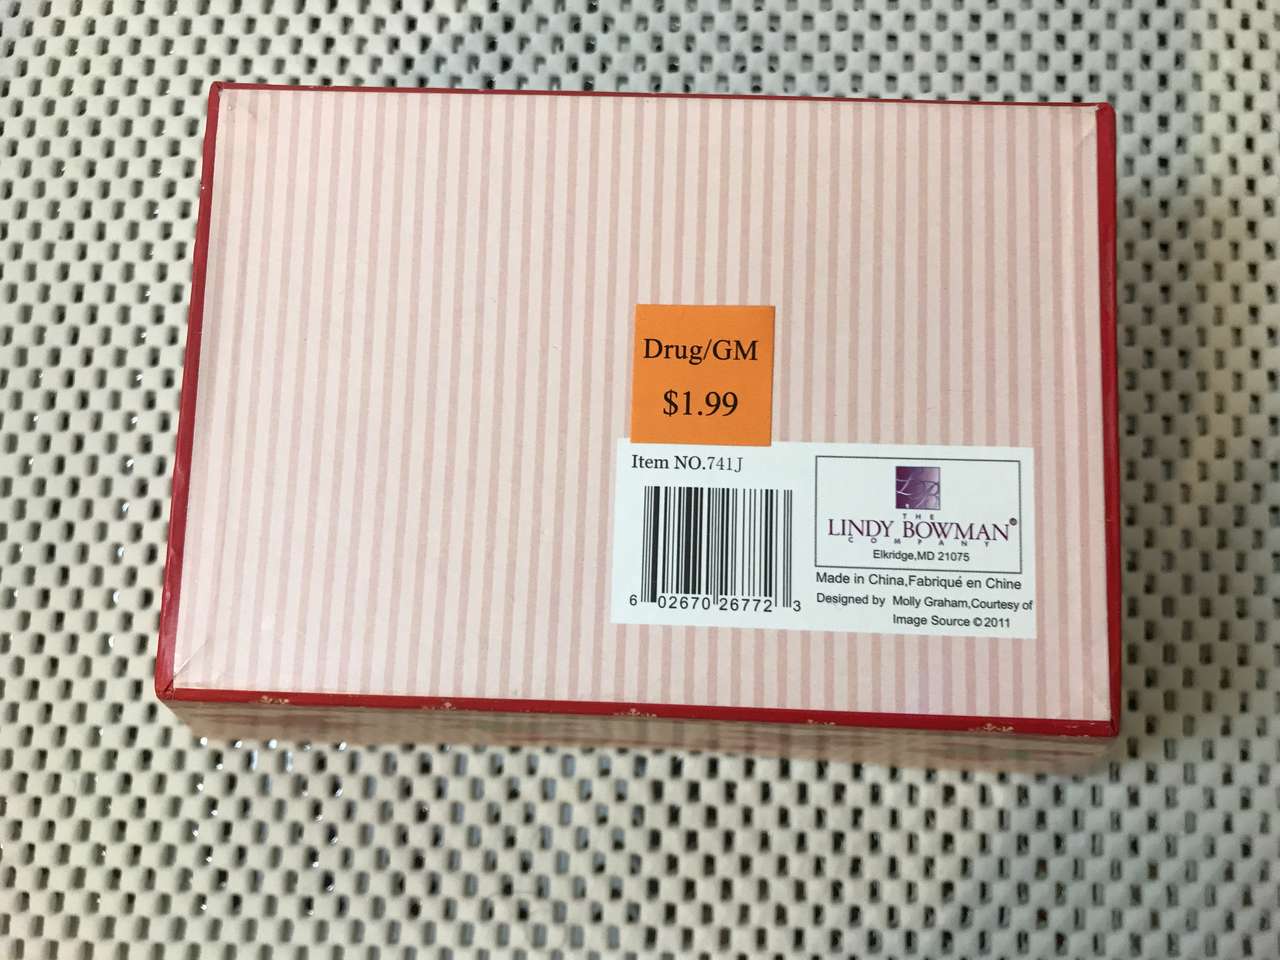 Drug/GM
$1.99
Item NO.741J
6 02670 26772 3
LB
THE
LINDY BOWMAN®
COMPANY
Elkridge,MD 21075
Made in China,Fabriqué en Chine
Designed by Molly Graham,Courtesy of
Image Source © 2011